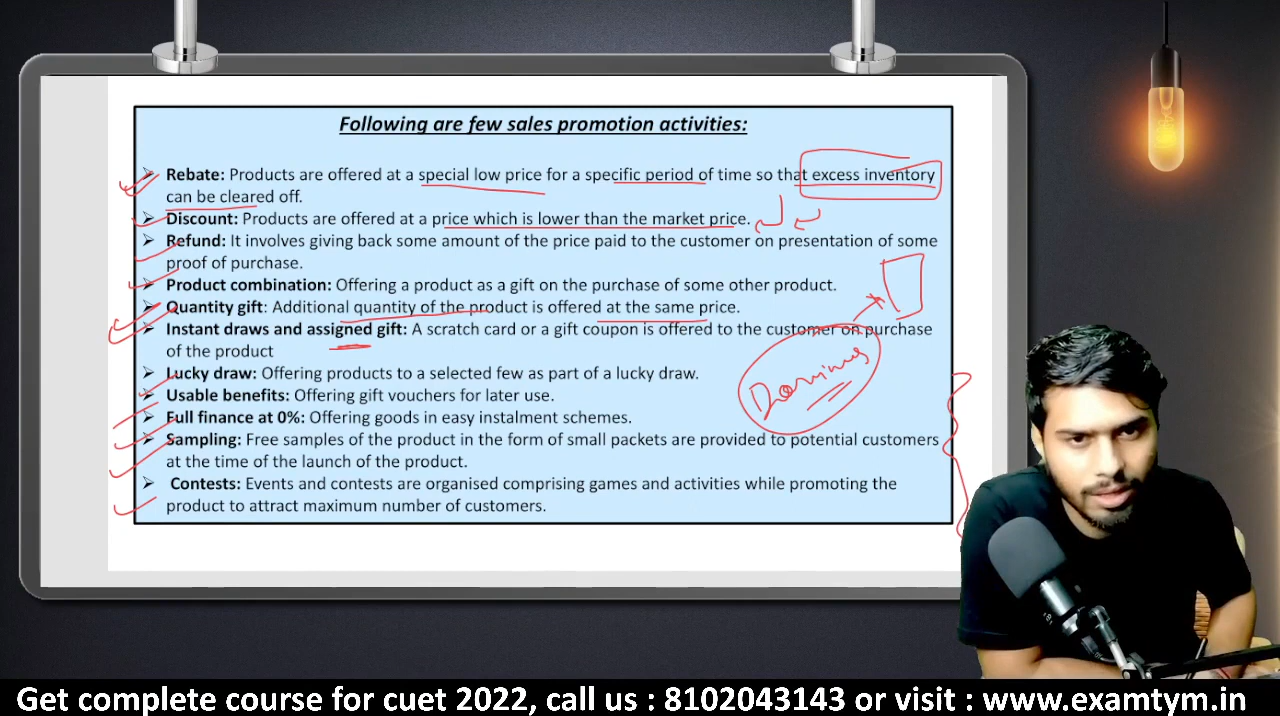 Following are few sales promotion activities:
➢ Rebate: Products are offered at a special low price for a specific period of time so that excess inventory
can be cleared off.
➢ Discount: Products are offered at a price which is lower than the market price.
➢ Refund: It involves giving back some amount of the price paid to the customer on presentation of some
proof of purchase.
➢ Product combination: Offering a product as a gift on the purchase of some other product.
➢ Quantity gift: Additional quantity of the product is offered at the same price.
➢ Instant draws and assigned gift: A scratch card or a gift coupon is offered to the customer on purchase
of the product
➢ Lucky draw: Offering products to a selected few as part of a lucky draw.
➢ Usable benefits: Offering gift vouchers for later use.
➢ Full finance at 0%: Offering goods in easy instalment schemes.
➢ Sampling: Free samples of the product in the form of small packets are provided to potential customers
at the time of the launch of the product.
➢ Contests: Events and contests are organised comprising games and activities while promoting the
product to attract maximum number of customers.
Get complete course for cuet 2022, call us : 8102043143 or visit : www.examtym.in